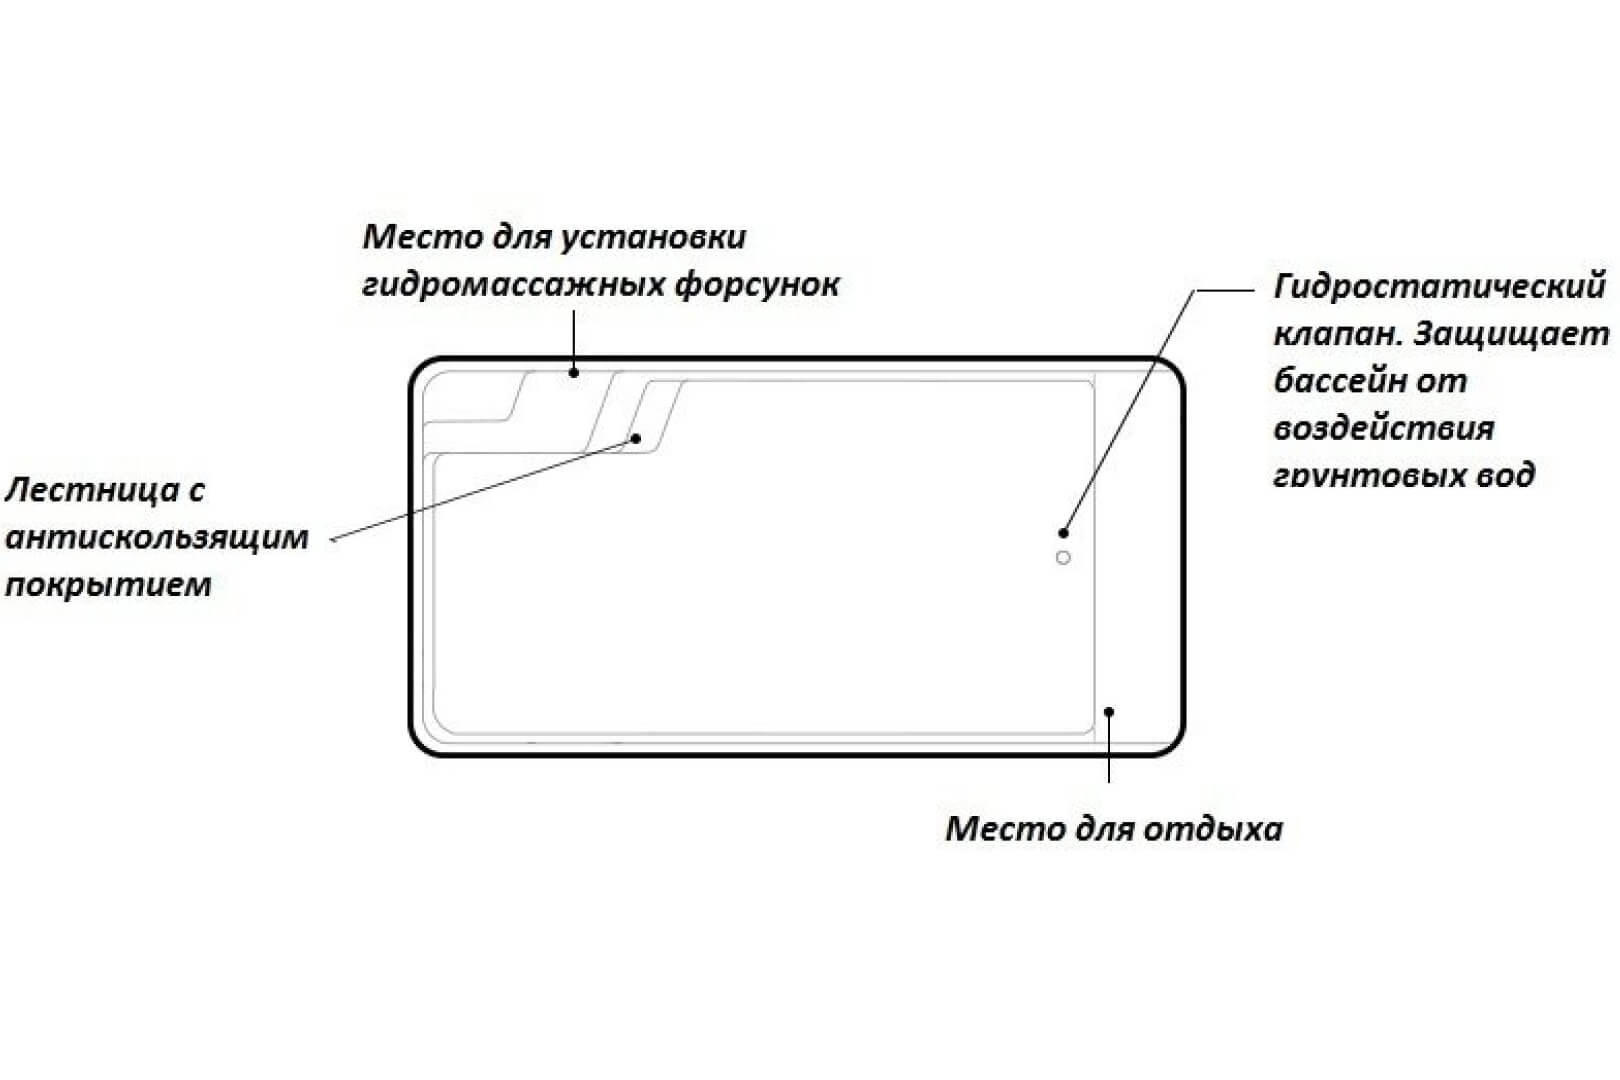 Место для установки
гидромассажных форсунок
Гидростатический
клапан. Защищает
бассейн от
воздействия
грунтовых вод
Лестница с
антискользящим
покрытием
Место для отдыха